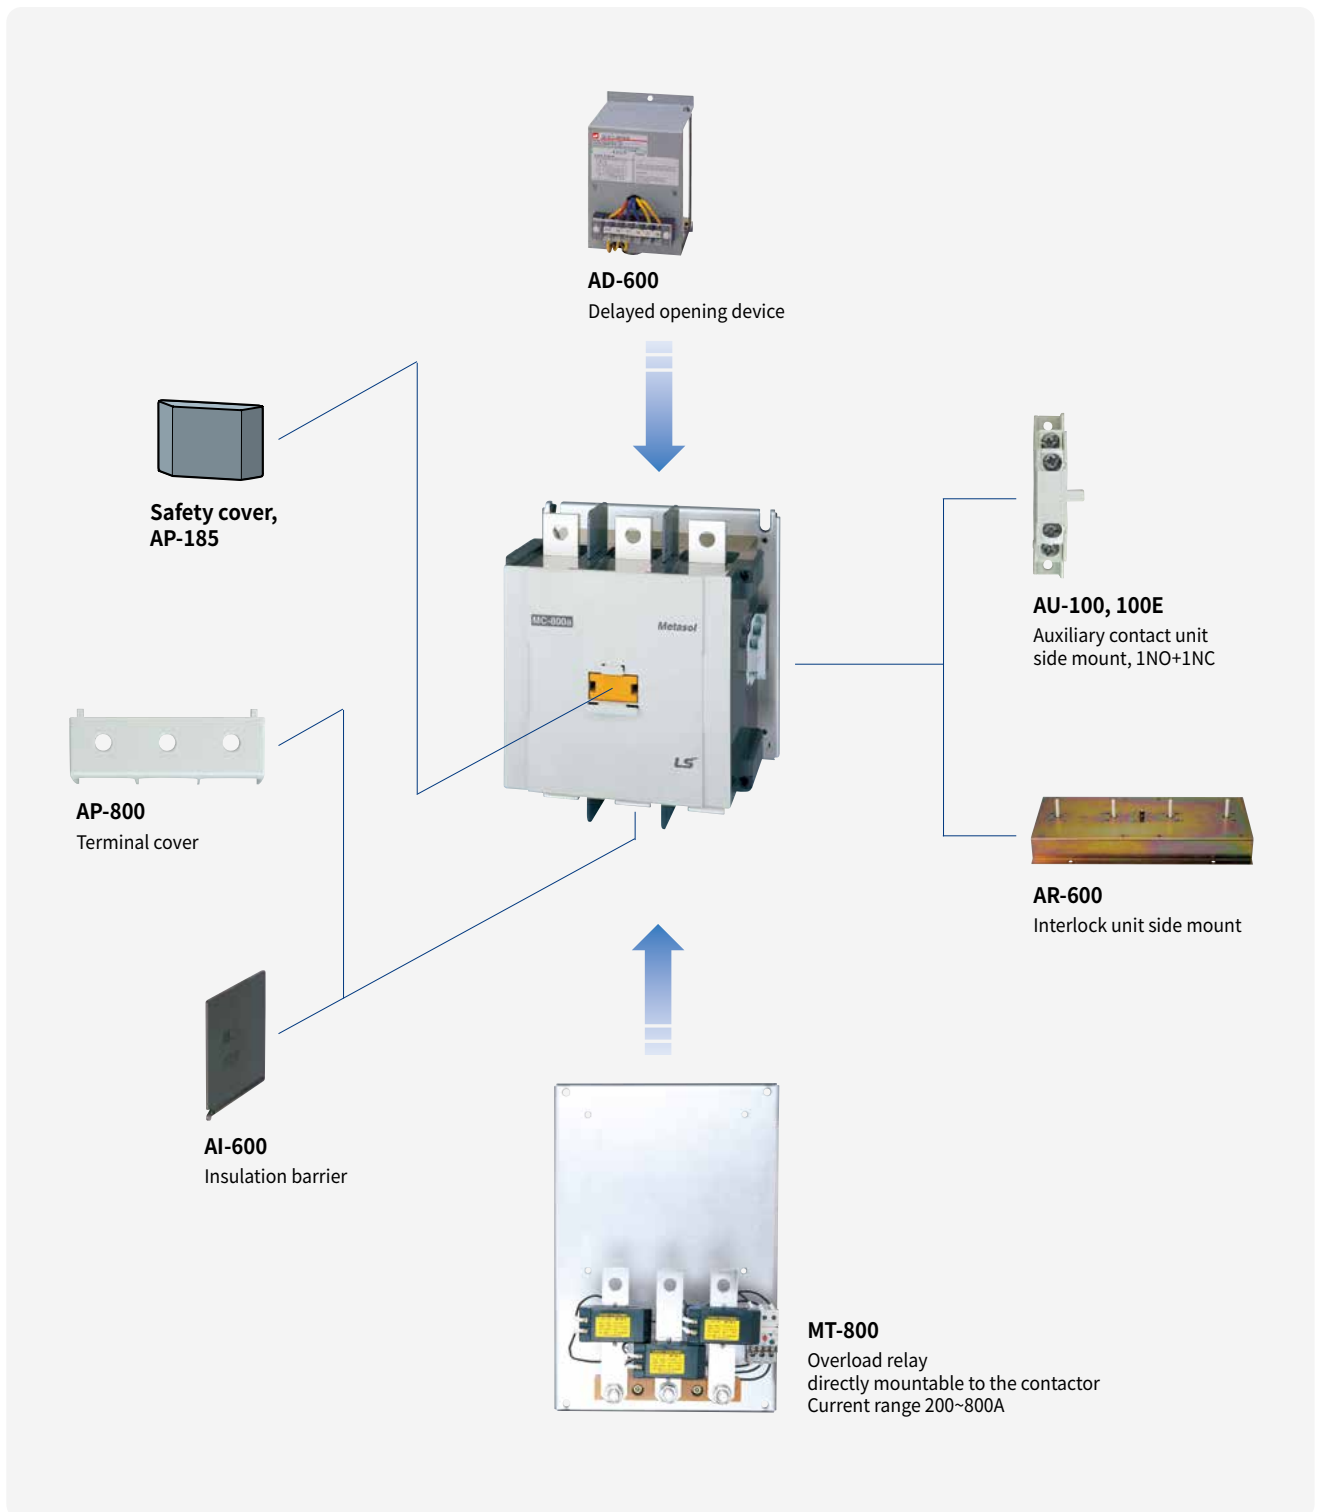 AD-600
Delayed opening device
Safety cover,
AP-185
MC-800a
Metasol
LS
AU-100, 100E
Auxiliary contact unit
side mount, 1NO+1NC
AP-800
Terminal cover
AR-600
Interlock unit side mount
AI-600
Insulation barrier
MT-800
Overload relay
directly mountable to the contactor
Current range 200~800A